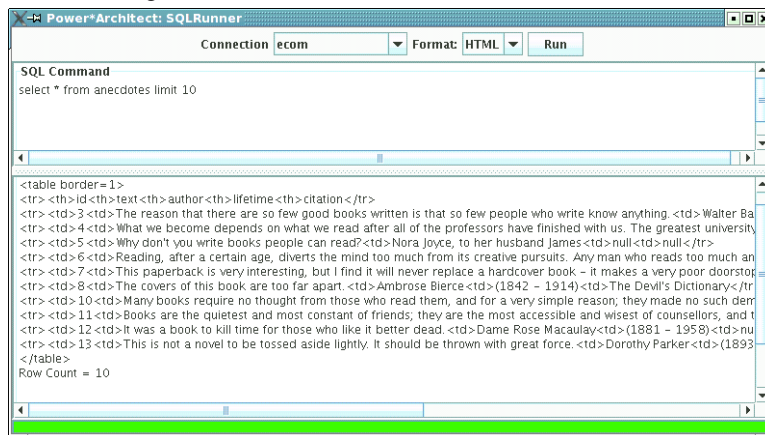 Power*Architect: SQLRunner
Connection ecom Format: HTML Run
SQL Command
select * from anecdotes limit 10
<table border=1>
<tr> <th>id<th>text<th>author<th>lifetime<th>citation</tr>
<tr> <td>3<td>The reason that there are so few good books written is that so few people who write know anything.<td>Walter Ba
<tr> <td>4<td>What we become depends on what we read after all of the professors have finished with us. The greatest university
<tr> <td>5<td>Why don't you write books people can read?<td>Nora Joyce, to her husband James<td>null<td>null</tr>
<tr> <td>6<td>Reading, after a certain age, diverts the mind too much from its creative pursuits. Any man who reads too much an
<tr> <td>7<td>This paperback is very interesting, but I find it will never replace a hardcover book – it makes a very poor doorstop
<tr> <td>8<td>The covers of this book are too far apart.<td>Ambrose Bierce<td>(1842 – 1914)<td>The Devil's Dictionary</tr
<tr> <td>10<td>Many books require no thought from those who read them, and for a very simple reason; they made no such dem
<tr> <td>11<td>Books are the quietest and most constant of friends; they are the most accessible and wisest of counsellors, and t
<tr> <td>12<td>It was a book to kill time for those who like it better dead.<td>Dame Rose Macaulay<td>(1881 – 1958)<td>nu
<tr> <td>13<td>This is not a novel to be tossed aside lightly. It should be thrown with great force.<td>Dorothy Parker<td>(1893
</table>
Row Count = 10